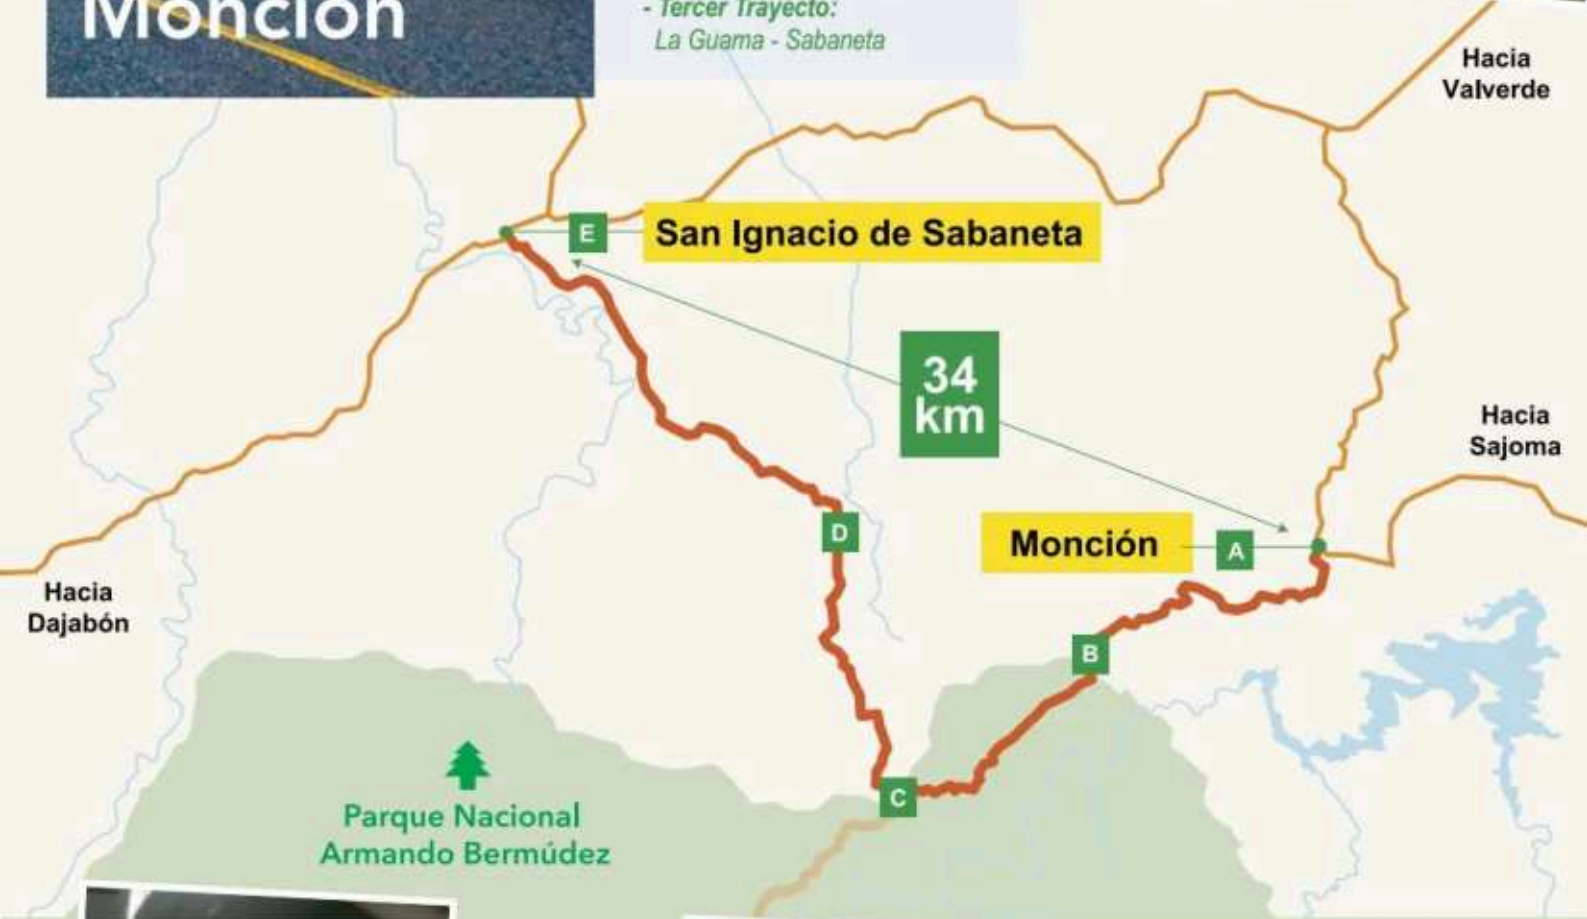 Monción
- Tercer Trayecto:
La Guama - Sabaneta
Hacia
Valverde
E
San Ignacio de Sabaneta
34
km
Hacia
Sajoma
D
Monción
A
Hacia
Dajabón
B
C
Parque Nacional
Armando Bermúdez